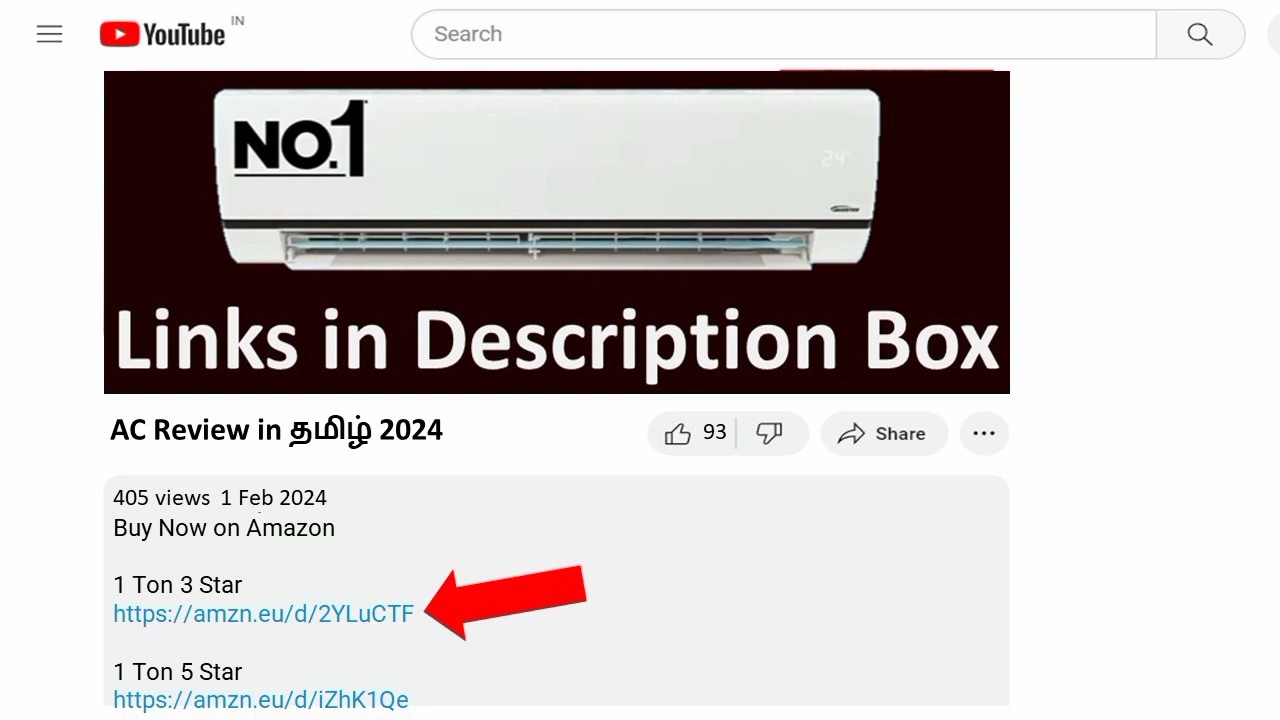 YouTube IN
Search
NO.1
24°
INVERTER
Links in Description Box
AC Review in தமிழ் 2024
93
Share
405 views 1 Feb 2024
Buy Now on Amazon
1 Ton 3 Star
https://amzn.eu/d/2YLuCTF
1 Ton 5 Star
https://amzn.eu/d/iZhK1Qe